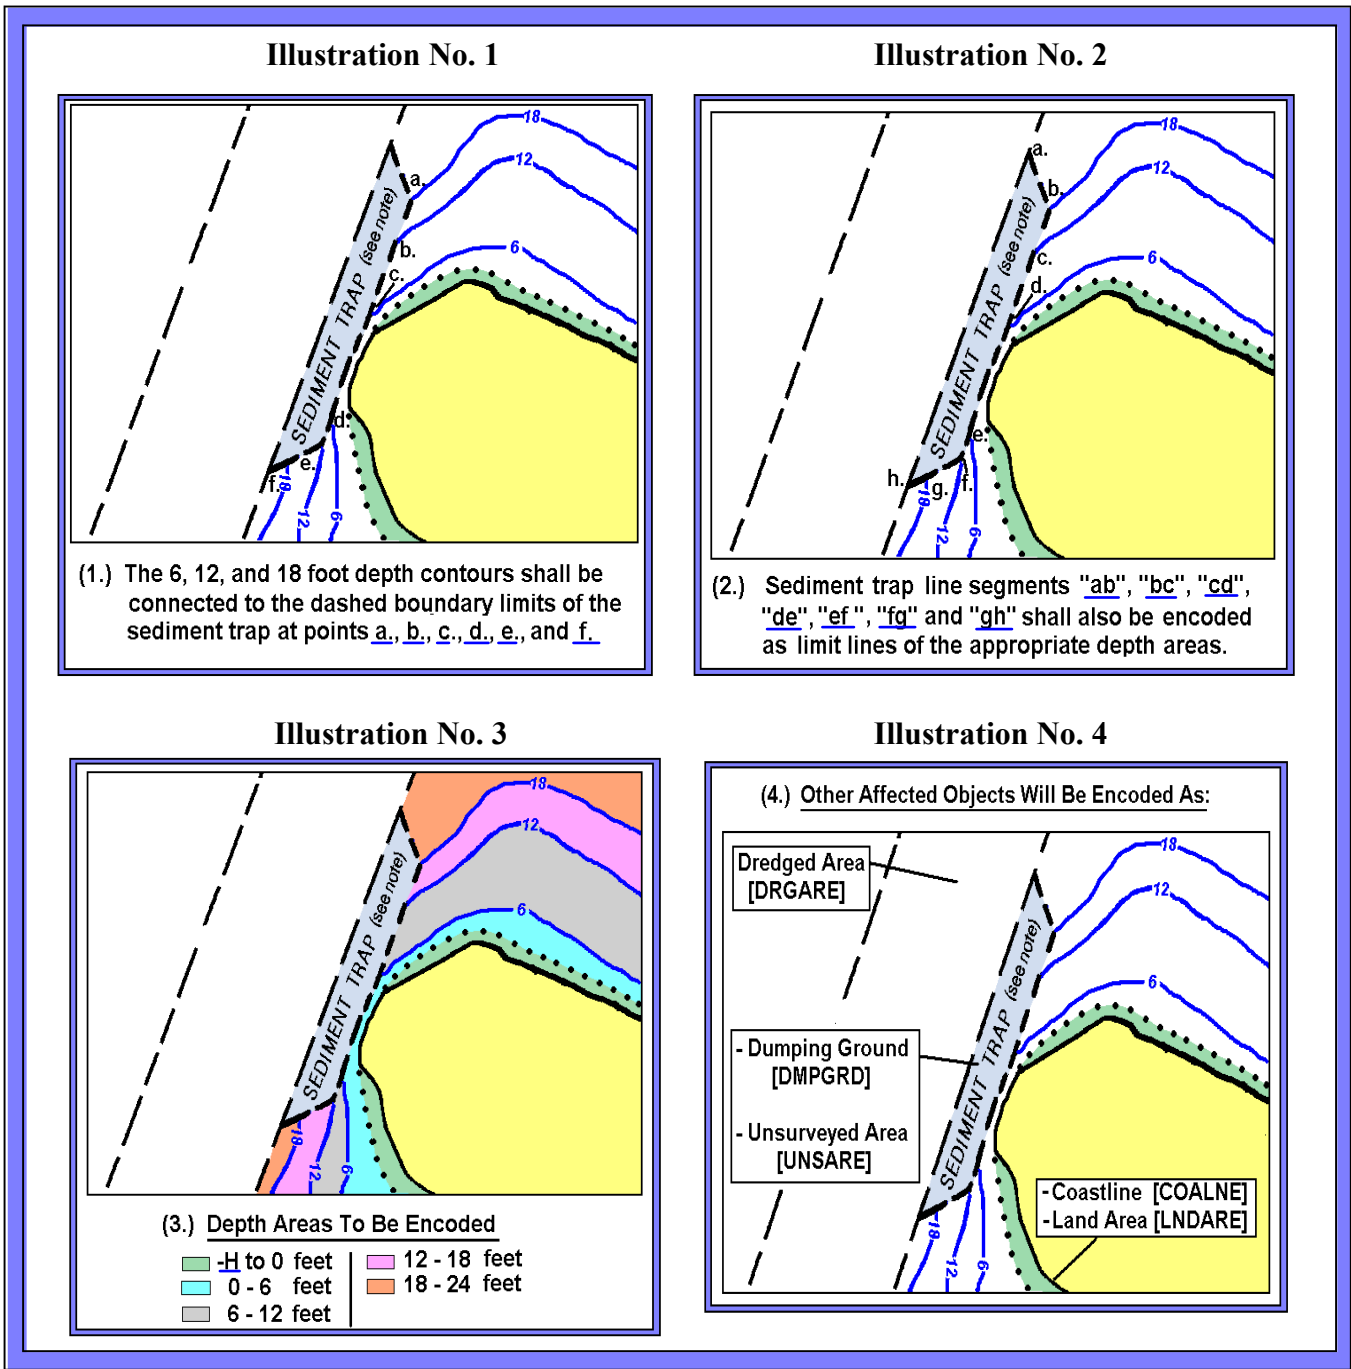 Illustration No. 1
18
12
6
a.
b.
c.
d.
e.
f.
SEDIMENT TRAP (see note)
18
12
6
(1.) The 6, 12, and 18 foot depth contours shall be
connected to the dashed boundary limits of the
sediment trap at points a., b., c., d., e., and f.
Illustration No. 2
18
12
6
a.
b.
c.
d.
e.
f.
g.
h.
SEDIMENT TRAP (see note)
18
12
6
(2.) Sediment trap line segments "ab", "bc", "cd",
"de", "ef", "fg" and "gh" shall also be encoded
as limit lines of the appropriate depth areas.
Illustration No. 3
18
12
6
SEDIMENT TRAP (see note)
18
12
6
(3.) Depth Areas To Be Encoded
-H to 0 feet
0 - 6 feet
6 - 12 feet
12 - 18 feet
18 - 24 feet
Illustration No. 4
(4.) Other Affected Objects Will Be Encoded As:
18
12
6
Dredged Area
[DRGARE]
SEDIMENT TRAP (see note)
- Dumping Ground
[DMPGRD]
- Unsurveyed Area
[UNSARE]
-Coastline [COALNE]
-Land Area [LNDARE]
18
12
6